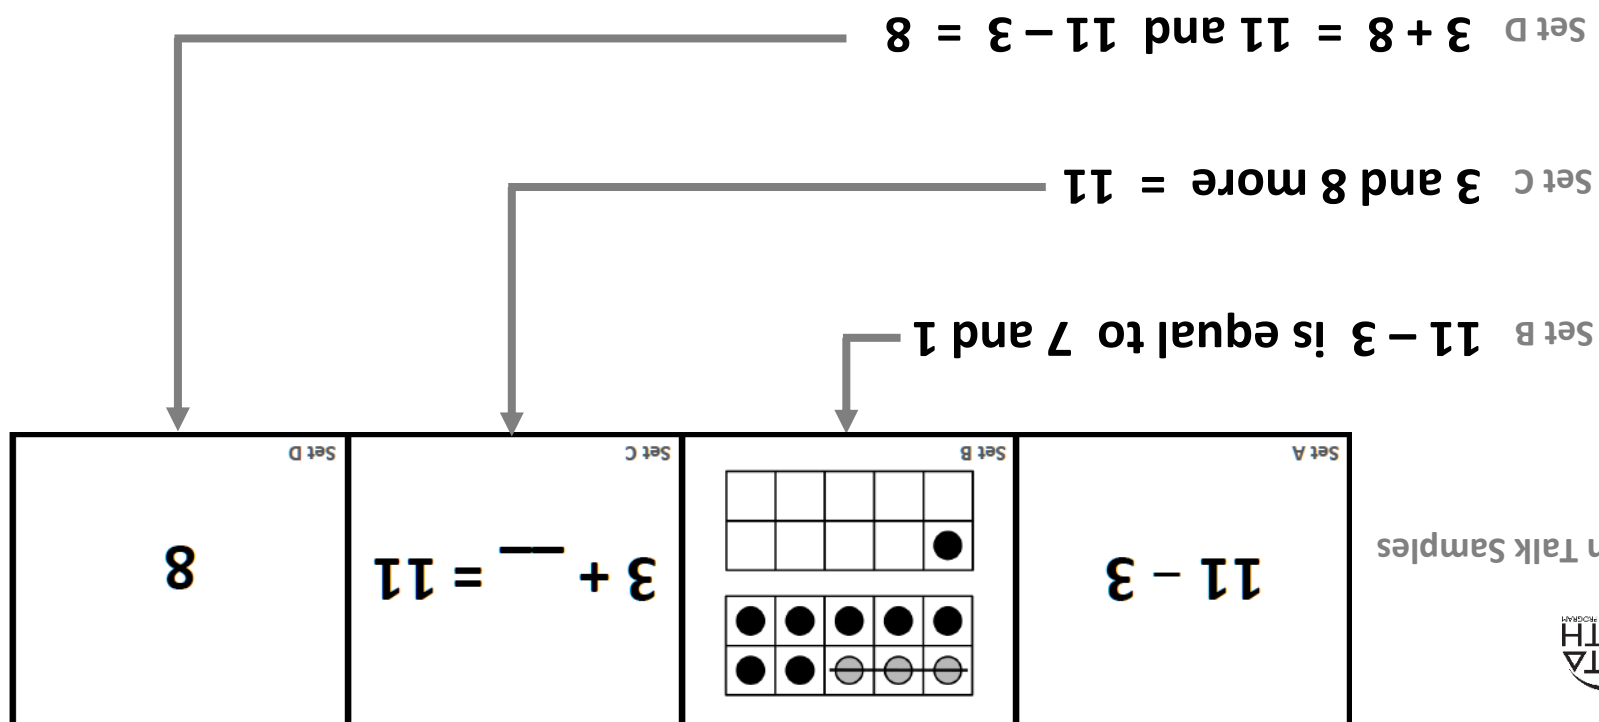 PROGRAM
n Talk Samples
Set A
11 – 3
Set B
Set C
3 + __ = 11
Set D
8
Set B 11 – 3 is equal to 7 and 1
Set C 3 and 8 more = 11
Set D 3 + 8 = 11 and 11 – 3 = 8